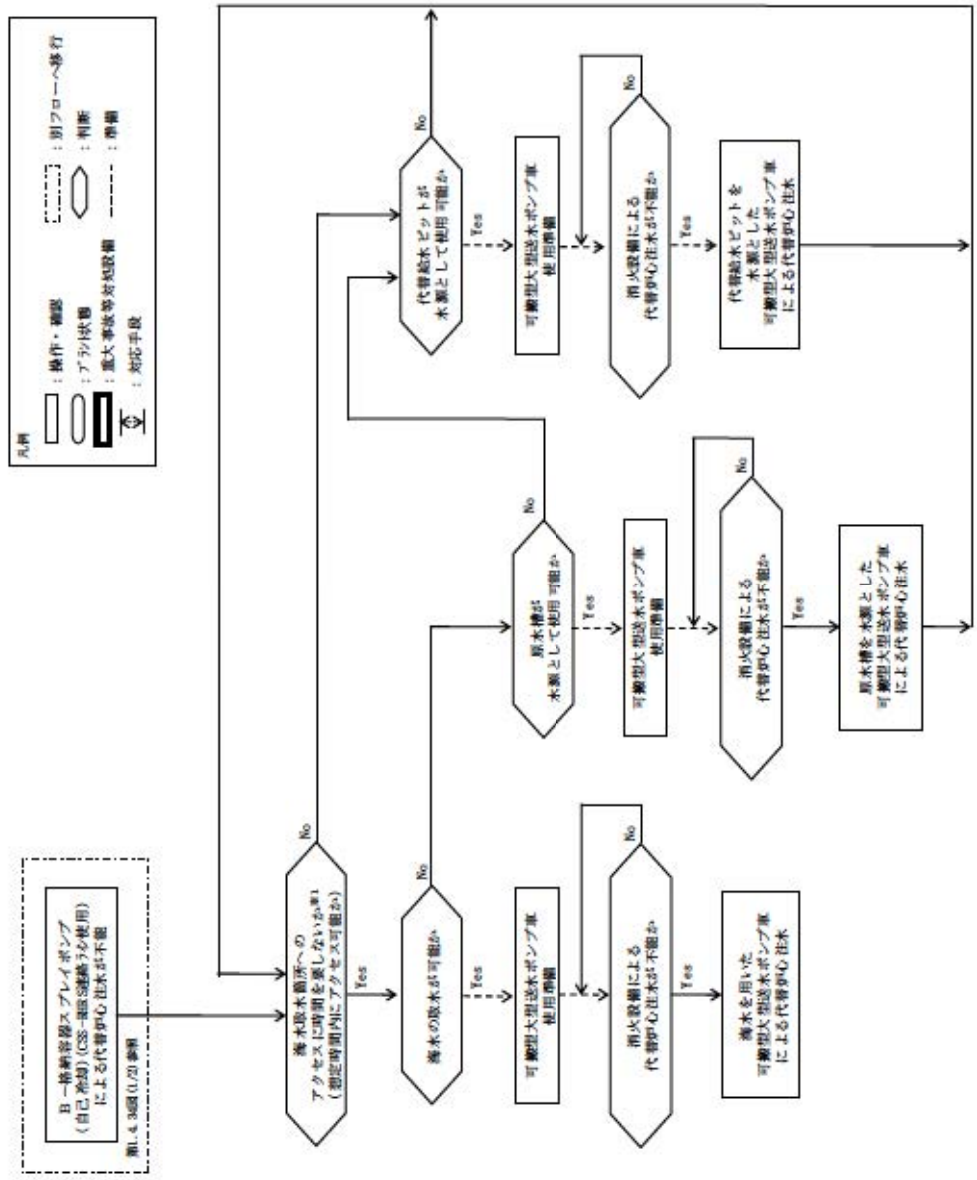 凡例
：操作・確認
：プラント状態
：重大事故等対処設備
：対応手段
：別フローへ移行
：判断
：準備
B－格納容器スプレイポンプ
（自己冷却）（CSS-RHRS連絡ライン使用）
による代替炉心注水が不能
第1.4.34図(1/2)参照
海水取水箇所への
アクセスに時間を要しないか※1
（想定時間内にアクセス可能か）
No
Yes
海水の取水が可能か
No
Yes
可搬型大型送水ポンプ車
使用準備
消火設備による
代替炉心注水が不能か
No
Yes
海水を用いた
可搬型大型送水ポンプ車
による代替炉心注水
原水槽が
水源として使用可能か
No
Yes
可搬型大型送水ポンプ車
使用準備
消火設備による
代替炉心注水が不能か
No
Yes
原水槽を水源とした
可搬型大型送水ポンプ車
による代替炉心注水
代替給水ピットが
水源として使用可能か
No
Yes
可搬型大型送水ポンプ車
使用準備
消火設備による
代替炉心注水が不能か
No
Yes
代替給水ピットを
水源とした
可搬型大型送水ポンプ車
による代替炉心注水